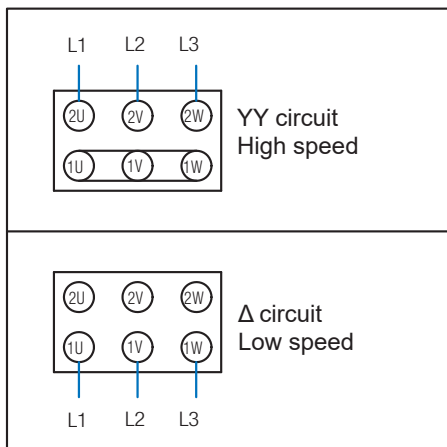 L1 L2 L3
2U 2V 2W
YY circuit
High speed
1U 1V 1W
2U 2V 2W
Δ circuit
Low speed
1U 1V 1W
L1 L2 L3